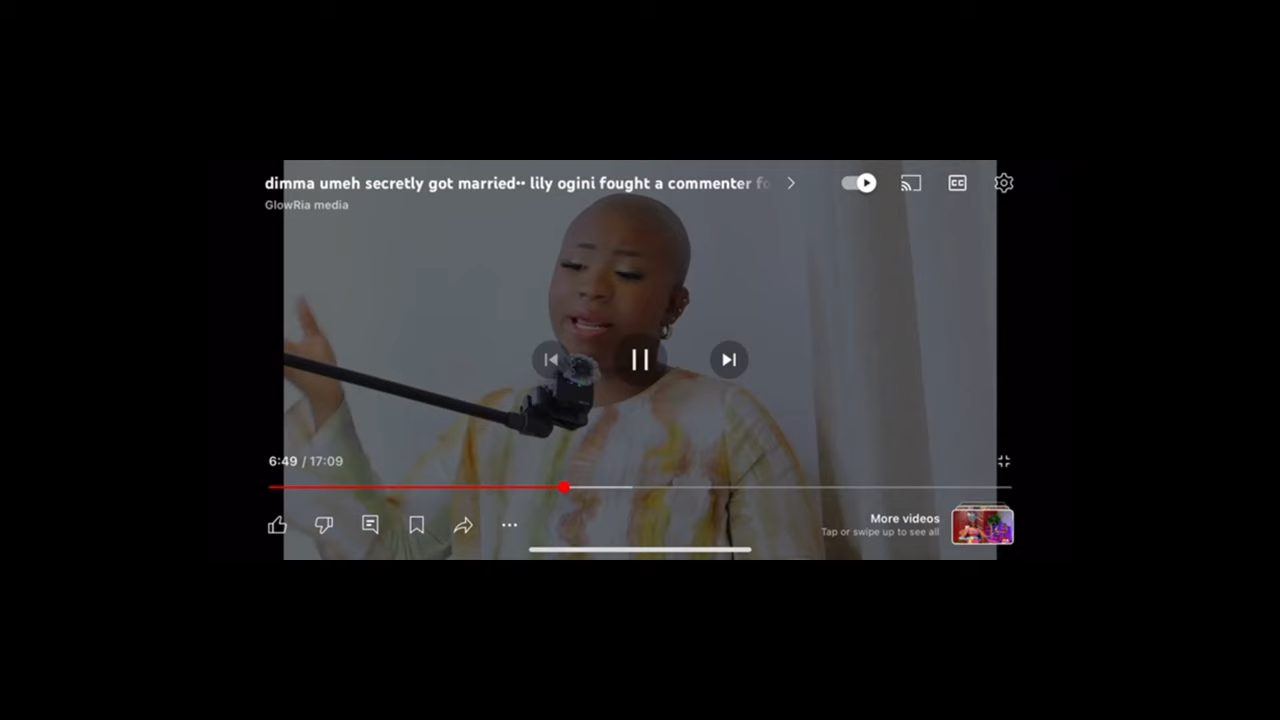 dimma umeh secretly got married•• lily ogini fought a commenter fo
GlowRia media
CC
6:49 / 17:09
More videos
Tap or swipe up to see all